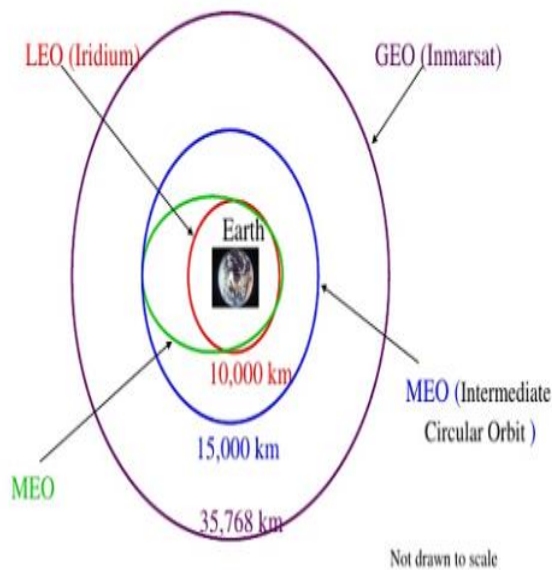 LEO (Iridium)
GEO (Inmarsat)
Earth
10,000 km
MEO (Intermediate
Circular Orbit )
15,000 km
MEO
35,768 km
Not drawn to scale